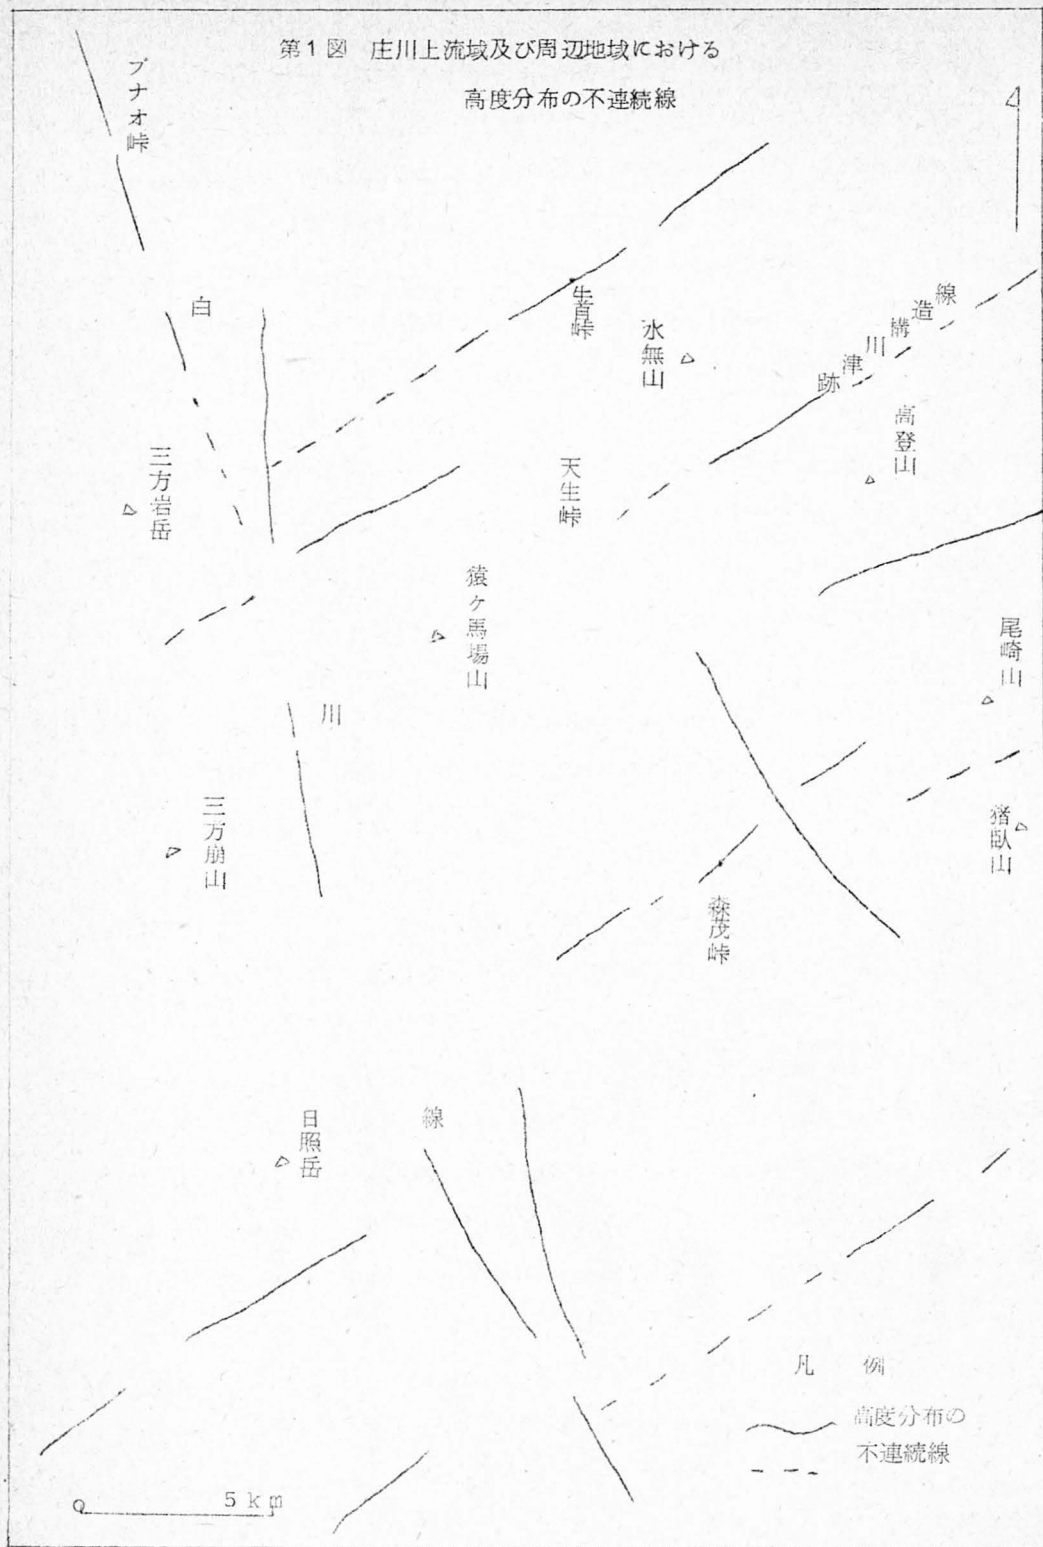 第1図 庄川上流域及び周辺地域における
高度分布の不連続線
ブナオ峠
白
牛首峠
水無山
跡津川構造線
高登山
三方岩岳
天生峠
猿ヶ馬場山
尾崎山
川
三方崩山
猪臥山
森茂峠
日照岳
線
凡例
高度分布の
不連続線
0 5km